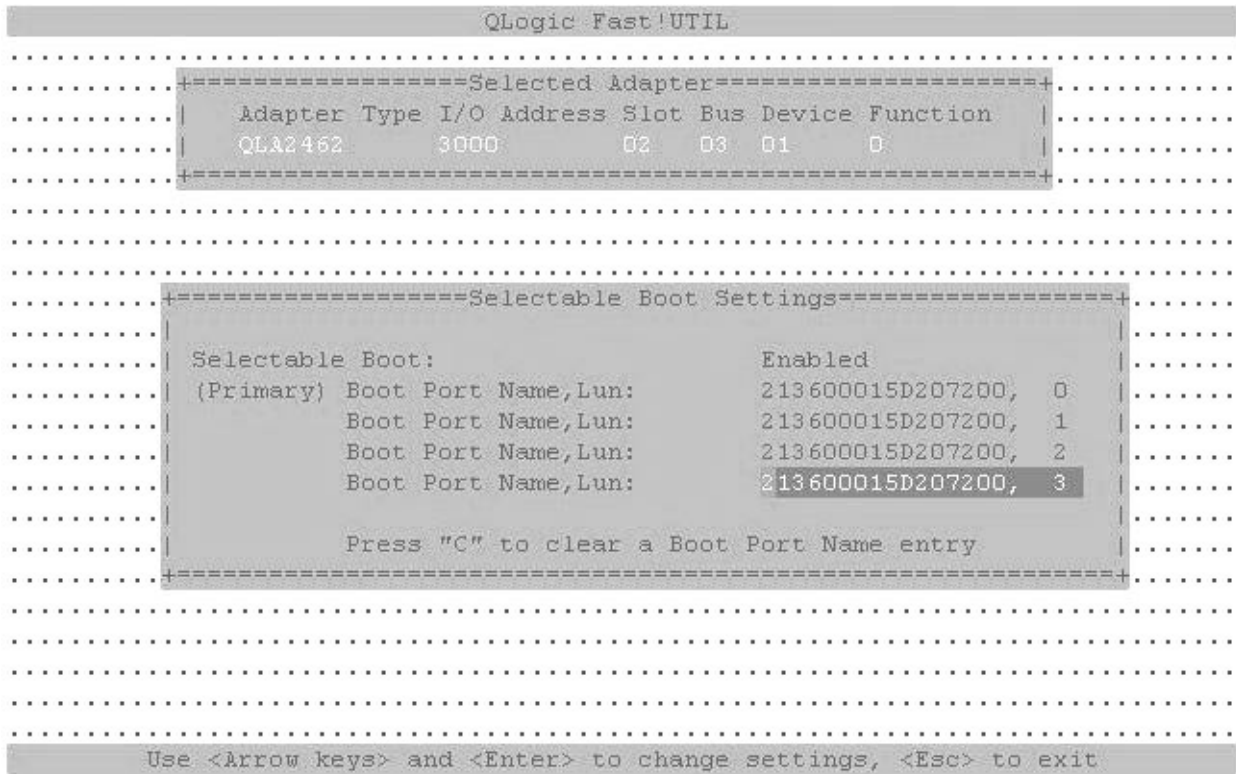 QLogic Fast!UTIL
Selected Adapter
Adapter Type I/O Address Slot Bus Device Function
QLA2462 3000 02 03 01 0
Selectable Boot Settings
Selectable Boot: Enabled
(Primary) Boot Port Name,Lun: 213600015D207200, 0
Boot Port Name,Lun: 213600015D207200, 1
Boot Port Name,Lun: 213600015D207200, 2
Boot Port Name,Lun: 213600015D207200, 3
Press "C" to clear a Boot Port Name entry
Use <Arrow keys> and <Enter> to change settings, <Esc> to exit